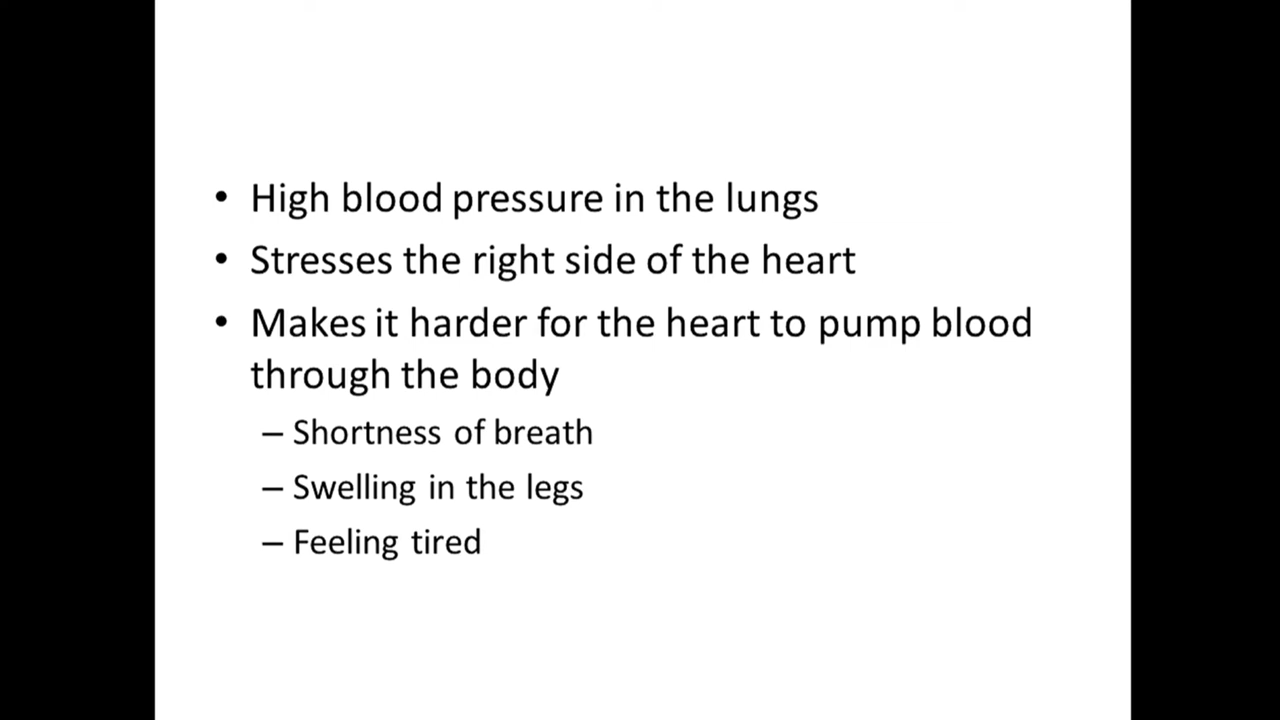 • High blood pressure in the lungs
• Stresses the right side of the heart
• Makes it harder for the heart to pump blood
through the body
– Shortness of breath
– Swelling in the legs
– Feeling tired